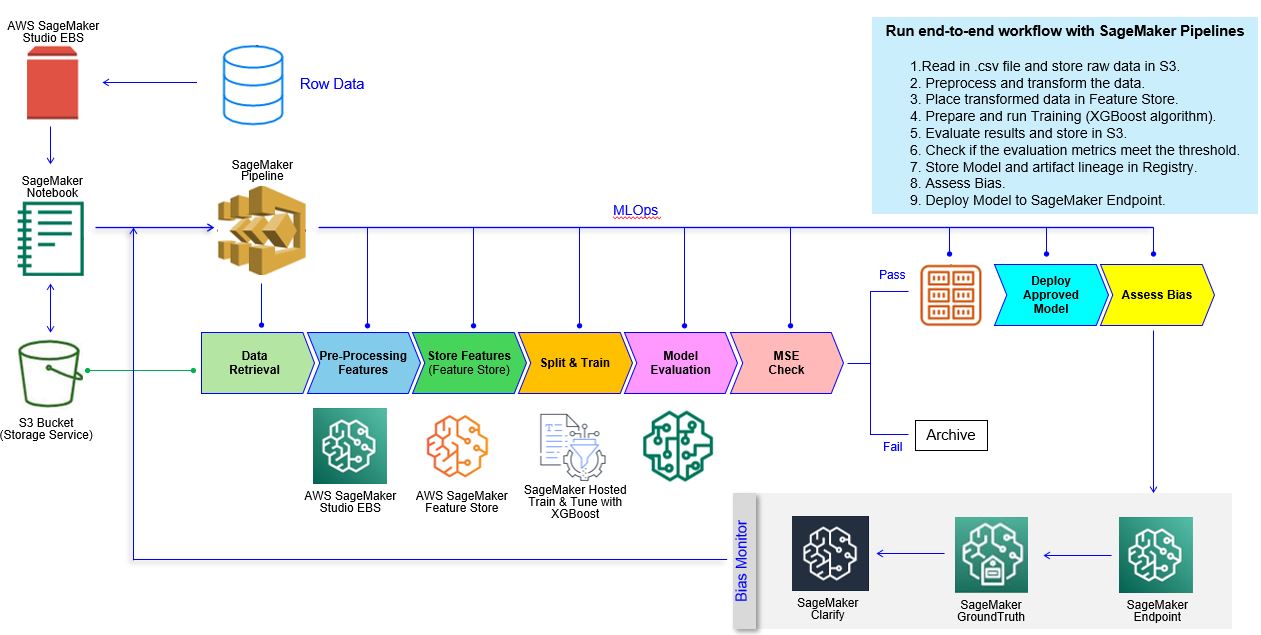 AWS SageMaker
Studio EBS
Row Data
Run end-to-end workflow with SageMaker Pipelines
1.Read in .csv file and store raw data in S3.
2. Preprocess and transform the data.
3. Place transformed data in Feature Store.
4. Prepare and run Training (XGBoost algorithm).
5. Evaluate results and store in S3.
6. Check if the evaluation metrics meet the threshold.
7. Store Model and artifact lineage in Registry.
8. Assess Bias.
9. Deploy Model to SageMaker Endpoint.
SageMaker
Notebook
SageMaker
Pipeline
MLOps
Pass
Deploy
Approved
Model
Assess Bias
Data
Retrieval
Pre-Processing
Features
Store Features
(Feature Store)
Split & Train
Model
Evaluation
MSE
Check
S3 Bucket
(Storage Service)
Fail
Archive
AWS SageMaker
Studio EBS
AWS SageMaker
Feature Store
SageMaker Hosted
Train & Tune with
XGBoost
Bias Monitor
SageMaker
Clarify
SageMaker
GroundTruth
SageMaker
Endpoint